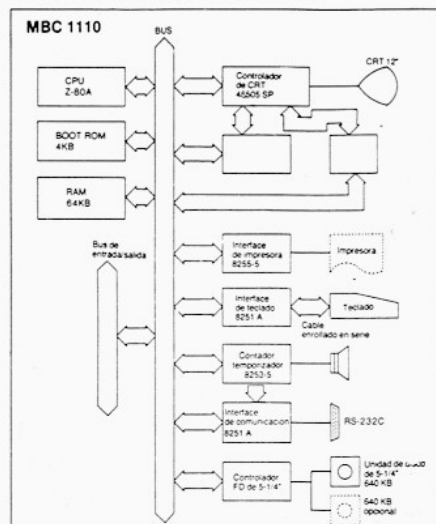 MBC 1110
BUS
CPU
Z-80A
Controlador
de CRT
46505 SP
CRT 12"
BOOT ROM
4KB
RAM
64KB
Bus de
entrada/salida
Interface
de impresora
8255-5
Impresora
Interface
de teclado
8251 A
Teclado
Cable
enrollado en serie
Contador
temporizador
8253-5
Interface
de comunicacion
8251 A
RS-232C
Controlador
FD de 5-1/4"
Unidad de
de 5-1/4"
640 KB
640 KB
opcional